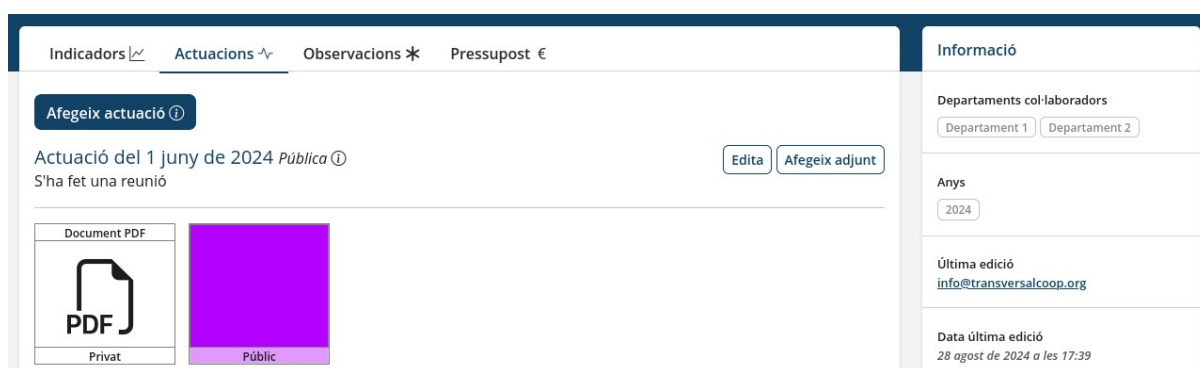 Indicadors
Actuacions
Observacions
Pressupost €
Afegeix actuació
Actuació del 1 juny de 2024 Pública
Edita
Afegeix adjunt
S'ha fet una reunió
Document PDF
PDF
Privat
Públic
Informació
Departaments col·laboradors
Departament 1
Departament 2
Anys
2024
Última edició
info@transversalcoop.org
Data última edició
28 agost de 2024 a les 17:39